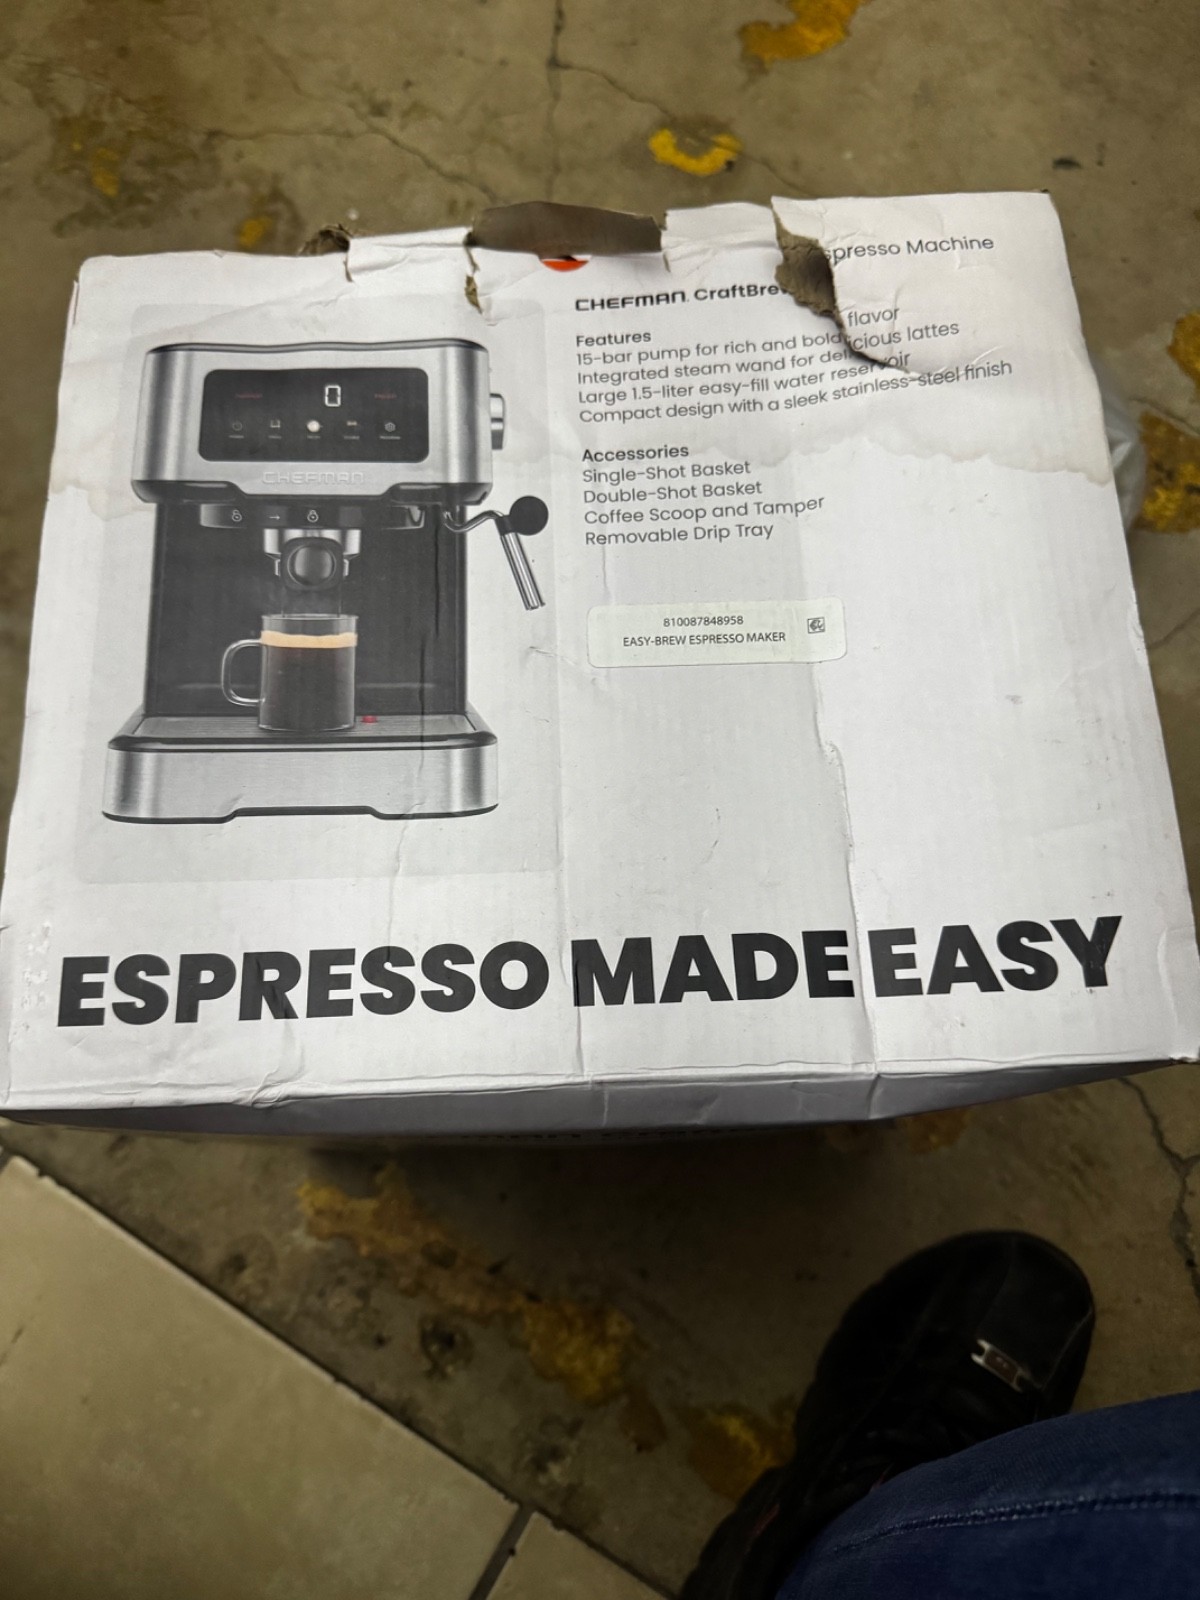 CHEFMAN CraftBrew Espresso Machine
Features
15-bar pump for rich and bold flavor
Integrated steam wand for delicious lattes
Large 1.5-liter easy-fill water reservoir
Compact design with a sleek stainless-steel finish
Accessories
Single-Shot Basket
Double-Shot Basket
Coffee Scoop and Tamper
Removable Drip Tray
810087848958
EASY-BREW ESPRESSO MAKER
0
CHEFMAN
ESPRESSO MADE EASY